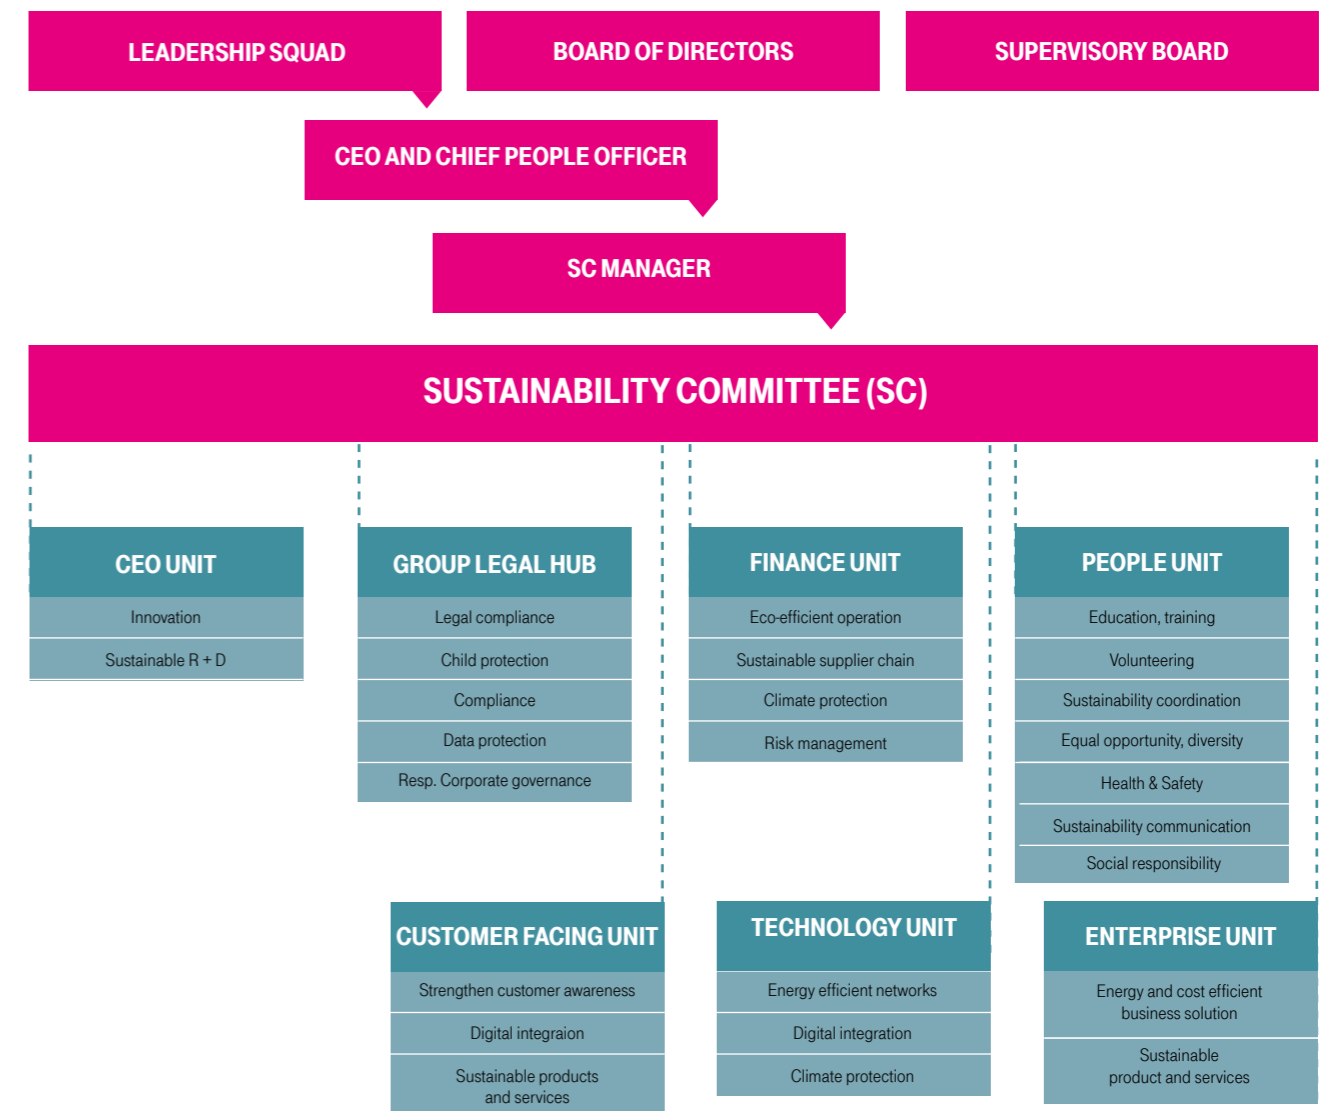 LEADERSHIP SQUAD
BOARD OF DIRECTORS
SUPERVISORY BOARD
CEO AND CHIEF PEOPLE OFFICER
SC MANAGER
SUSTAINABILITY COMMITTEE (SC)
CEO UNIT
Innovation
Sustainable R + D
GROUP LEGAL HUB
Legal compliance
Child protection
Compliance
Data protection
Resp. Corporate governance
FINANCE UNIT
Eco-efficient operation
Sustainable supplier chain
Climate protection
Risk management
PEOPLE UNIT
Education, training
Volunteering
Sustainability coordination
Equal opportunity, diversity
Health & Safety
Sustainability communication
Social responsibility
CUSTOMER FACING UNIT
Strengthen customer awareness
Digital integraion
Sustainable products
and services
TECHNOLOGY UNIT
Energy efficient networks
Digital integration
Climate protection
ENTERPRISE UNIT
Energy and cost efficient
business solution
Sustainable
product and services